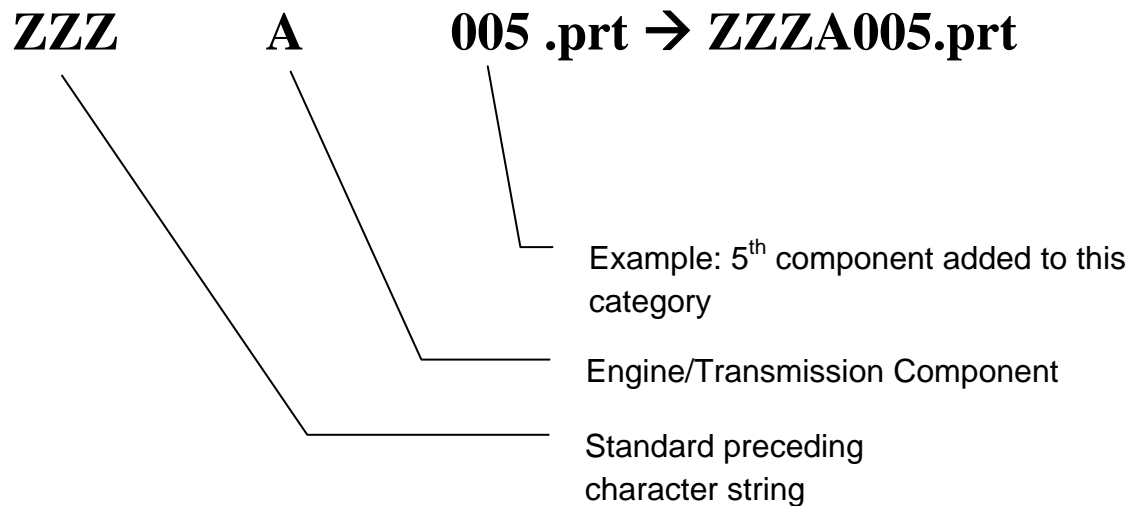 ZZZ A 005 .prt → ZZZA005.prt
Example: 5th component added to this
category
Engine/Transmission Component
Standard preceding
character string